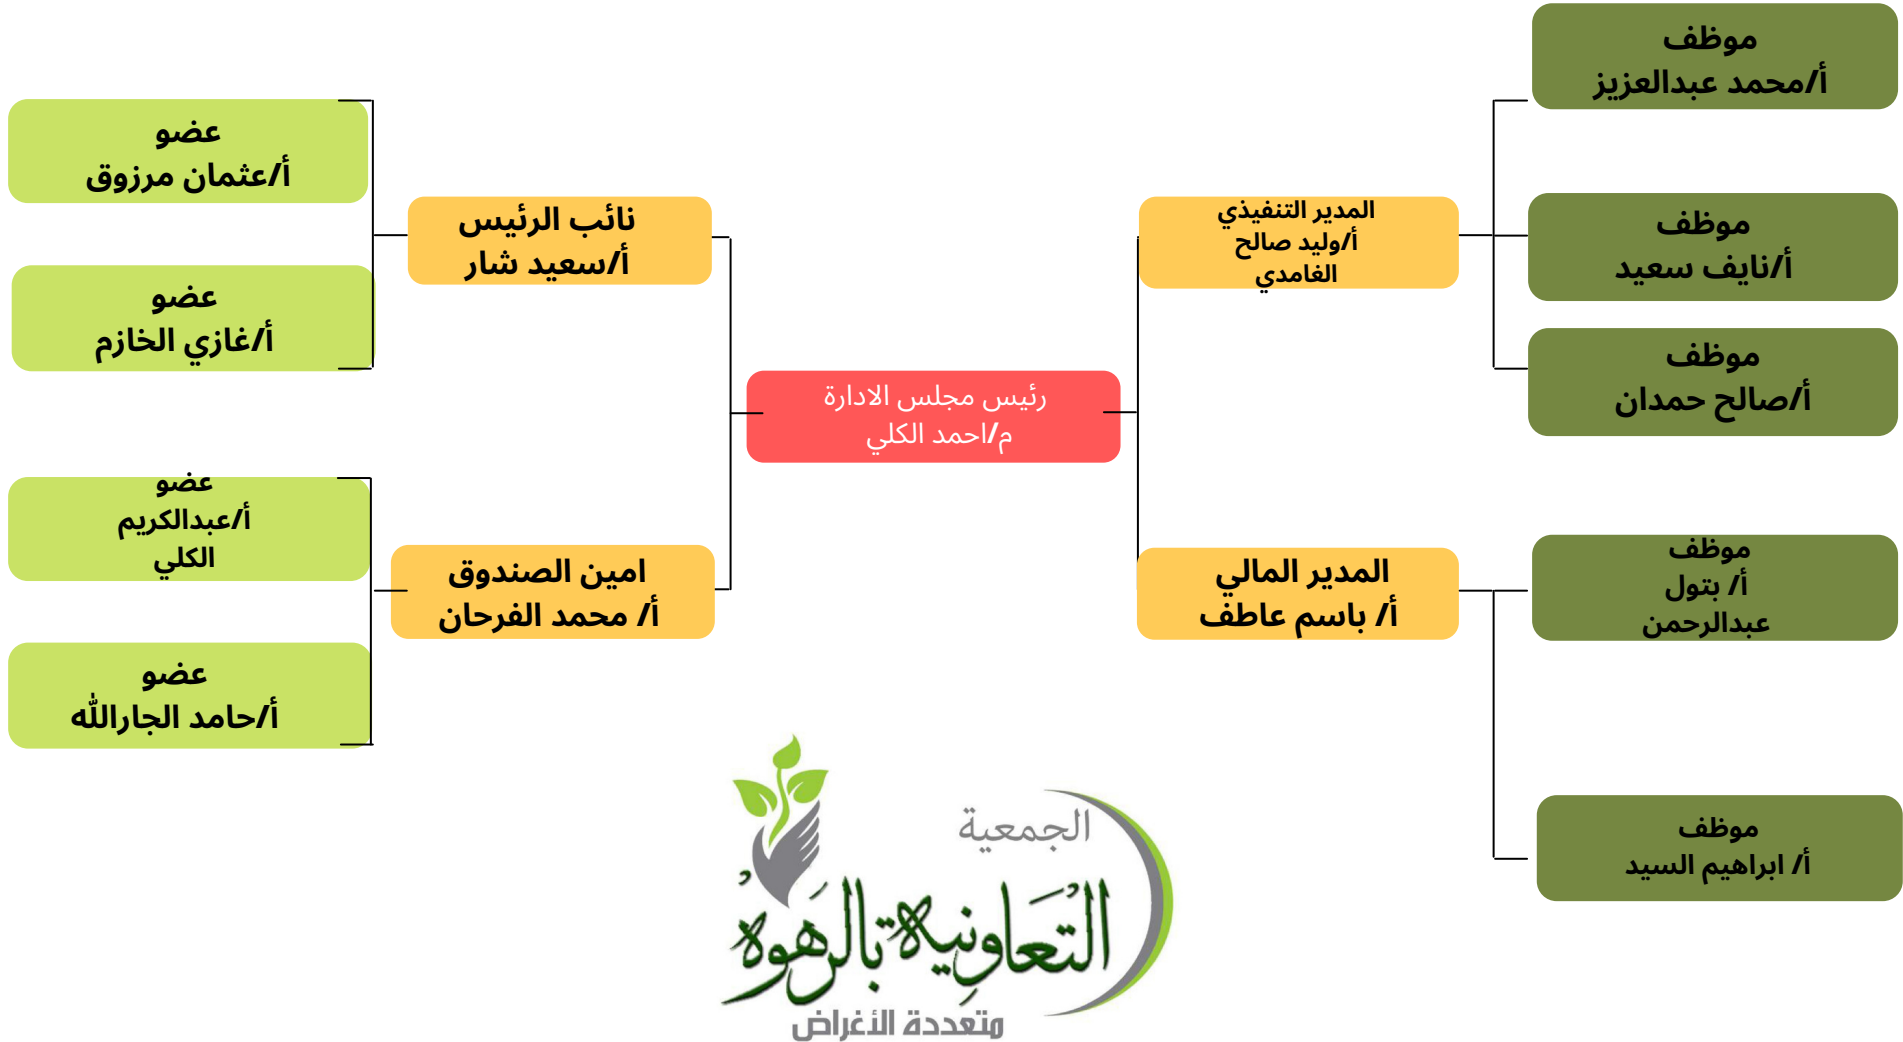 موظف
أ/محمد عبدالعزيز
عضو
أ/عثمان مرزوق
نائب الرئيس
أ/سعيد شار
المدير التنفيذي
أ/وليد صالح
الغامدي
موظف
أ/نايف سعيد
عضو
أ/غازي الخازم
موظف
أ/صالح حمدان
رئيس مجلس الادارة
م/احمد الكلي
عضو
أ/عبدالكريم
الكلي
امين الصندوق
أ/ محمد الفرحان
المدير المالي
أ/ باسم عاطف
موظف
أ/ بتول
عبدالرحمن
عضو
أ/حامد الجارالله
موظف
أ/ ابراهيم السيد
الجمعية
التعاونية بالرهوه
متعددة الأغراض